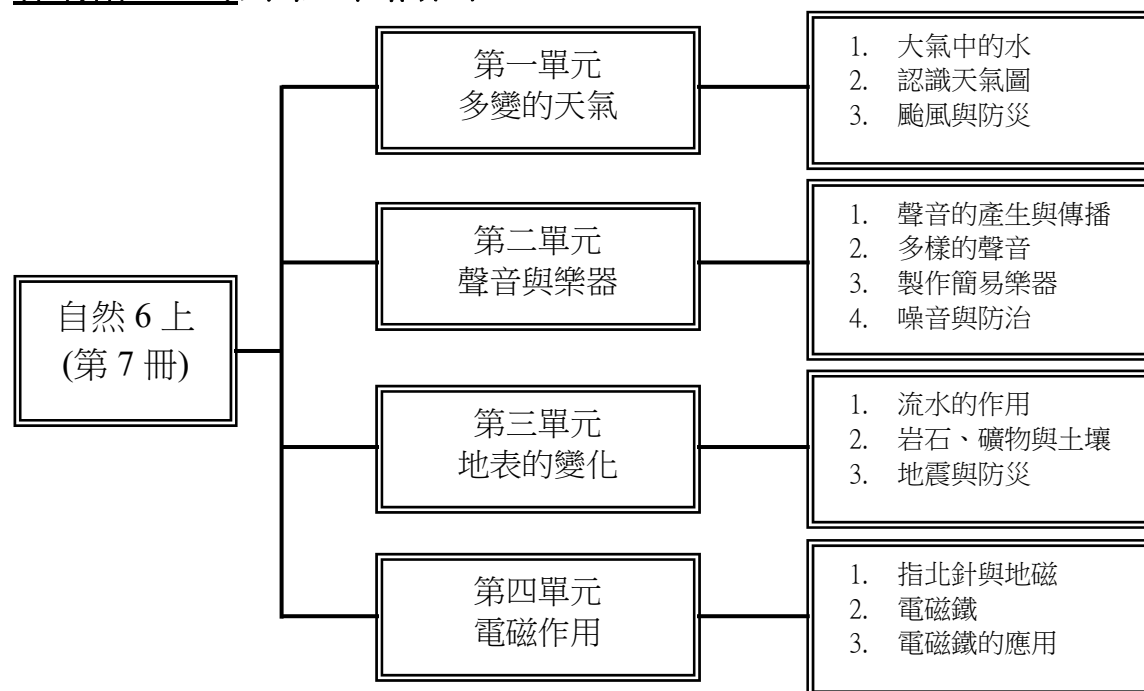 自然 6 上
(第 7 冊)
第一單元
多變的天氣
1. 大氣中的水
2. 認識天氣圖
3. 颱風與防災
第二單元
聲音與樂器
1. 聲音的產生與傳播
2. 多樣的聲音
3. 製作簡易樂器
4. 噪音與防治
第三單元
地表的變化
1. 流水的作用
2. 岩石、礦物與土壤
3. 地震與防災
第四單元
電磁作用
1. 指北針與地磁
2. 電磁鐵
3. 電磁鐵的應用